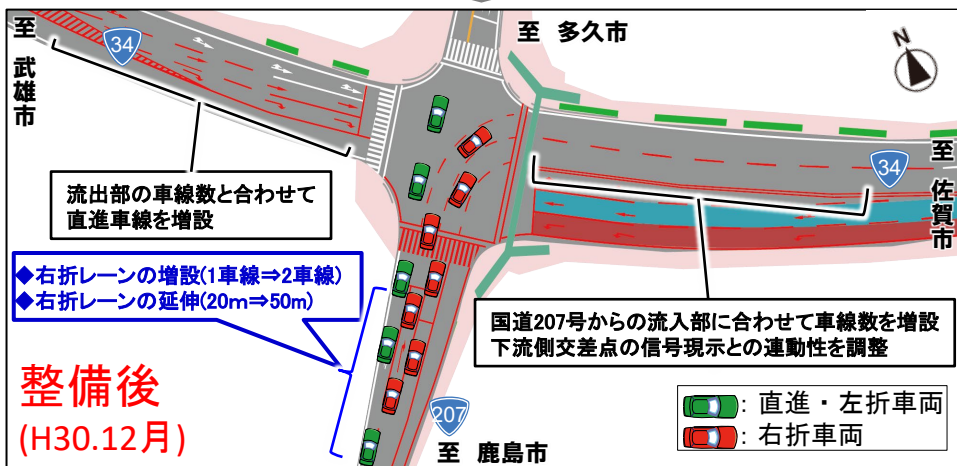 至 武雄市
34
至 多久市
N
流出部の車線数と合わせて
直進車線を増設
34
至 佐賀市
◆右折レーンの増設(1車線⇒2車線)
◆右折レーンの延伸(20m⇒50m)
国道207号からの流入部に合わせて車線数を増設
下流側交差点の信号現示との連動性を調整
整備後
(H30.12月)
207
至 鹿島市
: 直進・左折車両
: 右折車両